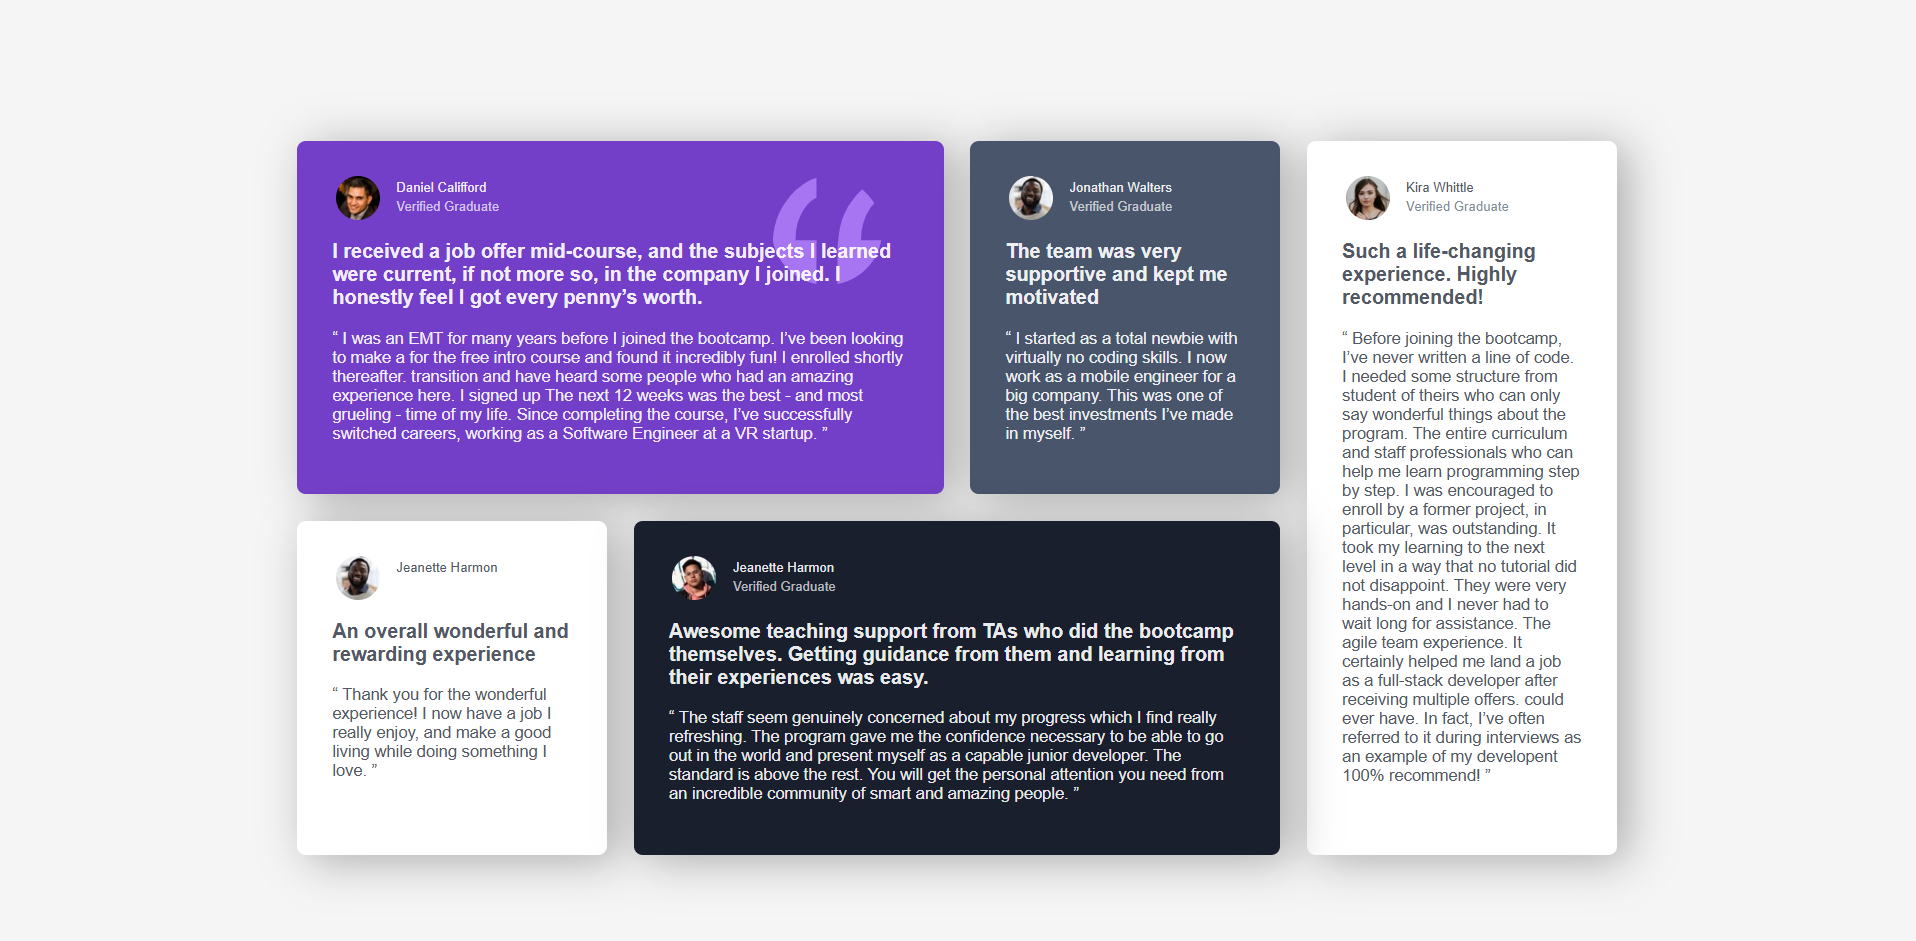 Daniel Califford
Verified Graduate
I received a job offer mid-course, and the subjects I learned
were current, if not more so, in the company I joined. I
honestly feel I got every penny’s worth.
“ I was an EMT for many years before I joined the bootcamp. I’ve been looking
to make a for the free intro course and found it incredibly fun! I enrolled shortly
thereafter. transition and have heard some people who had an amazing
experience here. I signed up The next 12 weeks was the best - and most
grueling - time of my life. Since completing the course, I’ve successfully
switched careers, working as a Software Engineer at a VR startup. ”
Jonathan Walters
Verified Graduate
The team was very
supportive and kept me
motivated
“ I started as a total newbie with
virtually no coding skills. I now
work as a mobile engineer for a
big company. This was one of
the best investments I’ve made
in myself. ”
Kira Whittle
Verified Graduate
Such a life-changing
experience. Highly
recommended!
“ Before joining the bootcamp,
I’ve never written a line of code.
I needed some structure from
student of theirs who can only
say wonderful things about the
program. The entire curriculum
and staff professionals who can
help me learn programming step
by step. I was encouraged to
enroll by a former project, in
particular, was outstanding. It
took my learning to the next
level in a way that no tutorial did
not disappoint. They were very
hands-on and I never had to
wait long for assistance. The
agile team experience. It
certainly helped me land a job
as a full-stack developer after
receiving multiple offers. could
ever have. In fact, I’ve often
referred to it during interviews as
an example of my developent
100% recommend! ”
Jeanette Harmon
An overall wonderful and
rewarding experience
“ Thank you for the wonderful
experience! I now have a job I
really enjoy, and make a good
living while doing something I
love. ”
Jeanette Harmon
Verified Graduate
Awesome teaching support from TAs who did the bootcamp
themselves. Getting guidance from them and learning from
their experiences was easy.
“ The staff seem genuinely concerned about my progress which I find really
refreshing. The program gave me the confidence necessary to be able to go
out in the world and present myself as a capable junior developer. The
standard is above the rest. You will get the personal attention you need from
an incredible community of smart and amazing people. ”